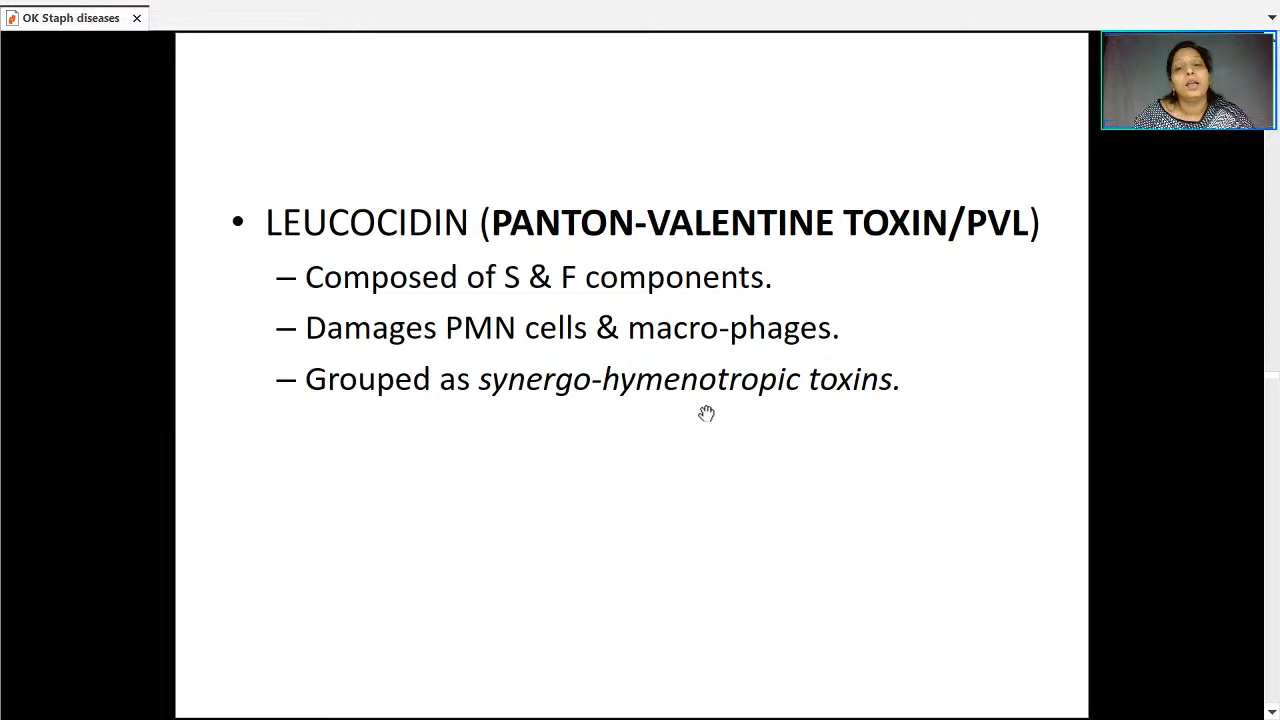 OK Staph diseases
• LEUCOCIDIN (PANTON-VALENTINE TOXIN/PVL)
– Composed of S & F components.
– Damages PMN cells & macro-phages.
– Grouped as synergo-hymenotropic toxins.